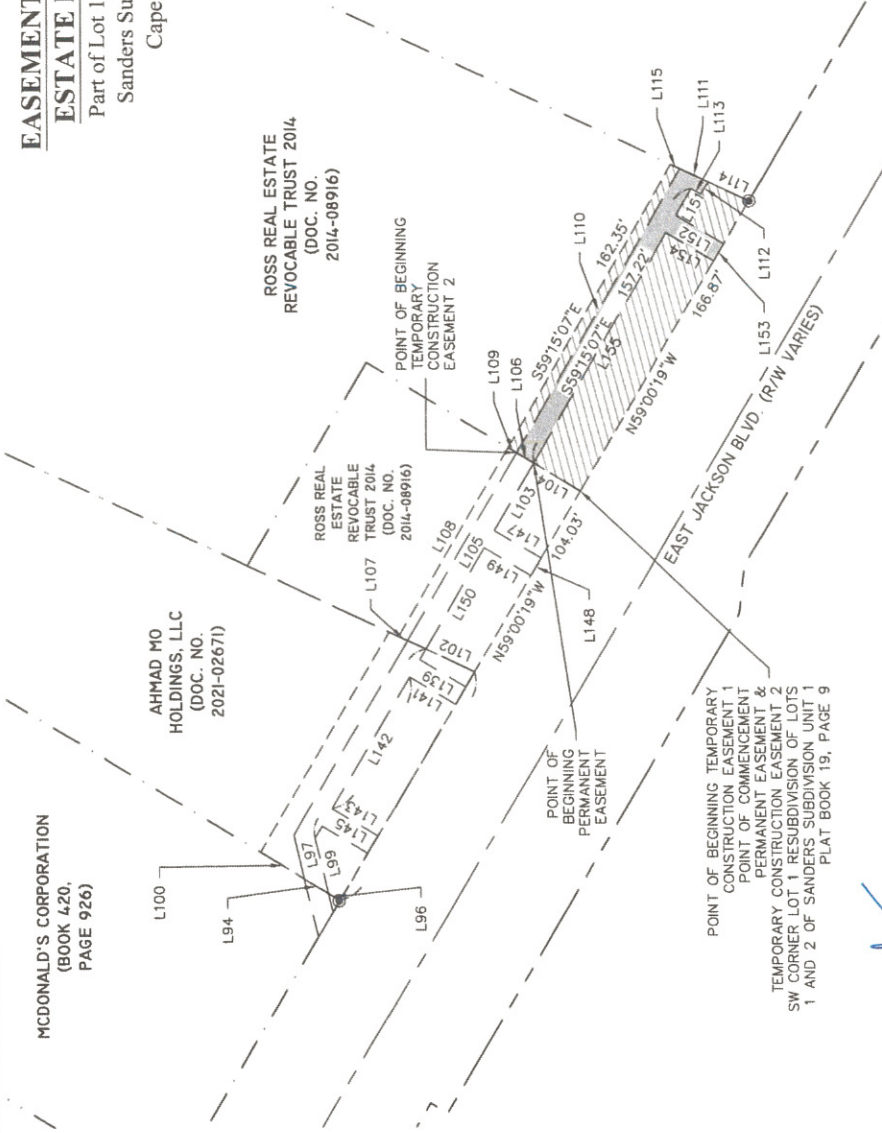 EASEMENT
ESTATE
Part of Lot 1
Sanders Su
Cape
MCDONALD'S CORPORATION
(BOOK 420,
PAGE 926)
AHMAD MO
HOLDINGS, LLC
(DOC. NO.
2021-02671)
ROSS REAL
ESTATE
REVOCABLE
TRUST 2014
(DOC. NO.
2014-08916)
ROSS REAL ESTATE
REVOCABLE TRUST 2014
(DOC. NO.
2014-08916)
POINT OF BEGINNING
TEMPORARY
CONSTRUCTION
EASEMENT 2
L100
L94
L97
L99
L96
L145
L143
L142
L141
L139
L102
L107
L108
L105
L150
L149
L147
L103
L104
L148
N59°00'19"W
104.03'
L109
L106
S59°15'07"E
162.35'
S59°15'07"E
157.22'
L155
L110
N59°00'19"W
166.87'
L154
L152
L151
L153
L112
L114
L113
L111
L115
EAST JACKSON BLVD. (R/W VARIES)
POINT OF
BEGINNING
PERMANENT
EASEMENT
POINT OF BEGINNING TEMPORARY
CONSTRUCTION EASEMENT 1
POINT OF COMMENCEMENT
PERMANENT EASEMENT &
TEMPORARY CONSTRUCTION EASEMENT 2
SW CORNER LOT 1 RESUBDIVISION OF LOTS
1 AND 2 OF SANDERS SUBDIVISION UNIT 1
PLAT BOOK 19, PAGE 9